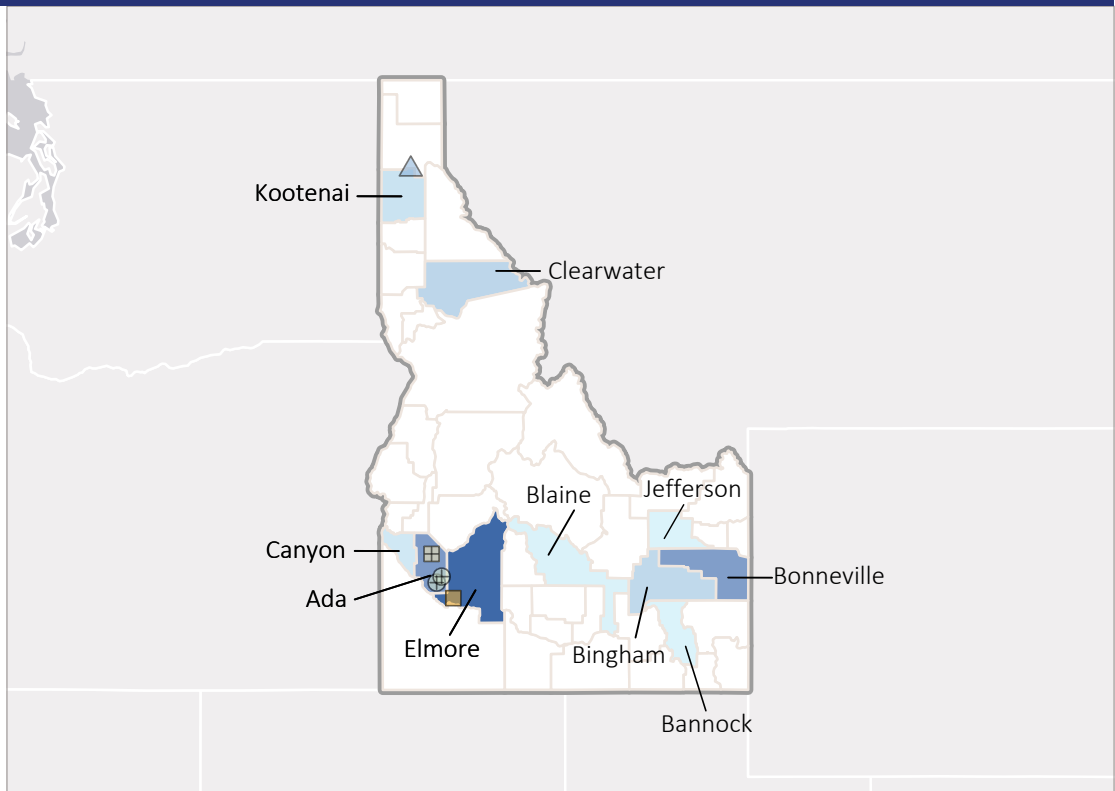 Kootenai
Clearwater
Jefferson
Blaine
Canyon
Bonneville
Ada
Elmore
Bingham
Bannock